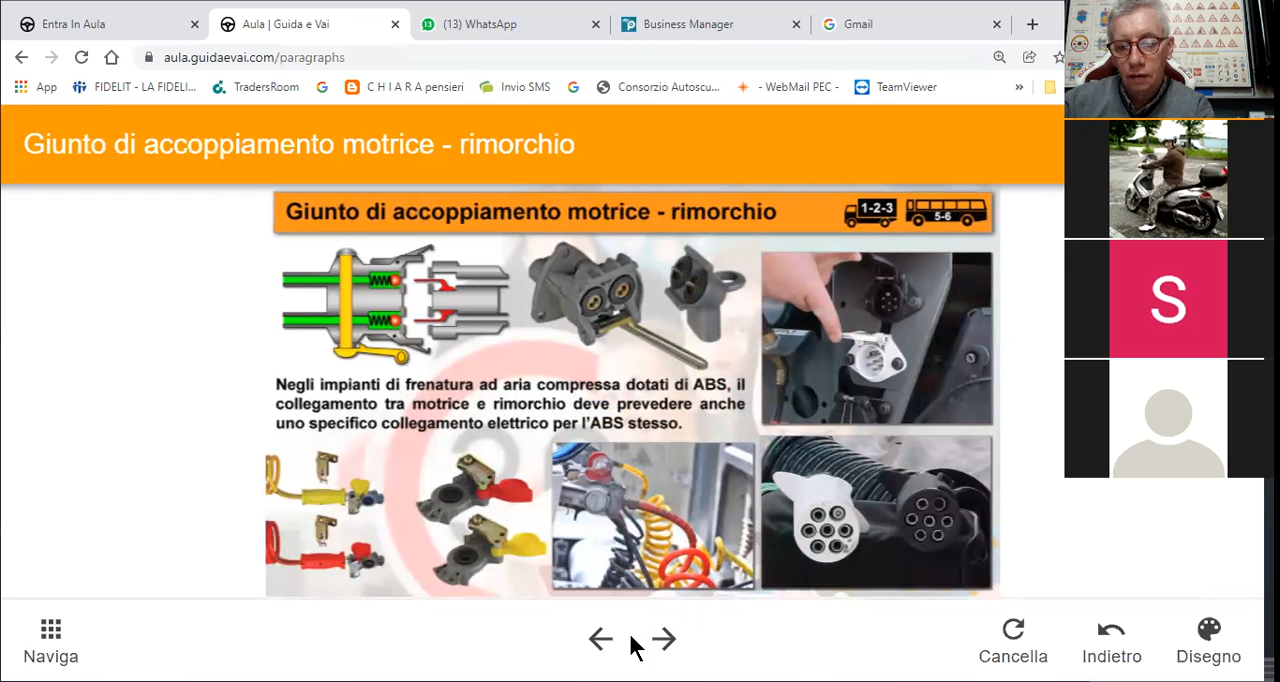 Entra In Aula
Aula | Guida e Vai
(13) WhatsApp
Business Manager
Gmail
aula.guidaevai.com/paragraphs
App
FIDELIT - LA FIDELI...
TradersRoom
C H I A R A pensieri
Invio SMS
Consorzio Autoscu...
- WebMail PEC -
TeamViewer
»
Giunto di accoppiamento motrice - rimorchio
Giunto di accoppiamento motrice - rimorchio
1-2-3
5-6
Negli impianti di frenatura ad aria compressa dotati di ABS, il
collegamento tra motrice e rimorchio deve prevedere anche
uno specifico collegamento elettrico per l'ABS stesso.
S
Naviga
Cancella
Indietro
Disegno